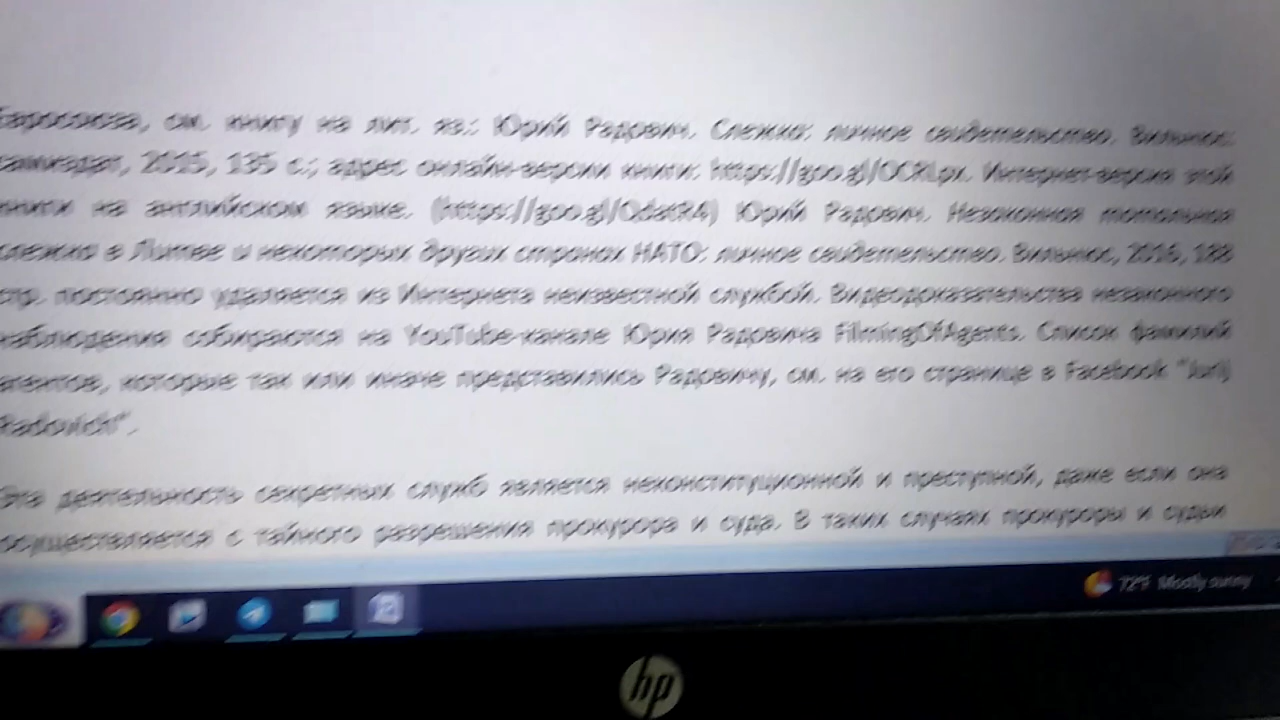 Евросоюза, см. книгу на лит. яз.: Юрий Радович. Слежка: личное свидетельство. Вильнюс:
самиздат, 2015, 135 с.; адрес онлайн-версии книги: https://goo.gl/OCRLpx. Интернет-версия этой
книги на английском языке. (https://goo.gl/OdatR4) Юрий Радович. Незаконная тотальная
слежка в Литве и некоторых других странах НАТО: личное свидетельство. Вильнюс, 2016, 188
стр. постоянно удаляется из Интернета неизвестной службой. Видеодоказательства незаконного
наблюдения собираются на YouTube-канале Юрия Радовича FilmingOfAgents. Список фамилий
агентов, которые так или иначе представились Радовичу, см. на его странице в Facebook "Jurij
Radovich".
Эта деятельность секретных служб является неконституционной и преступной, даже если она
осуществляется с тайного разрешения прокурора и суда. В таких случаях прокуроры и судьи
72°F Mostly sunny
hp